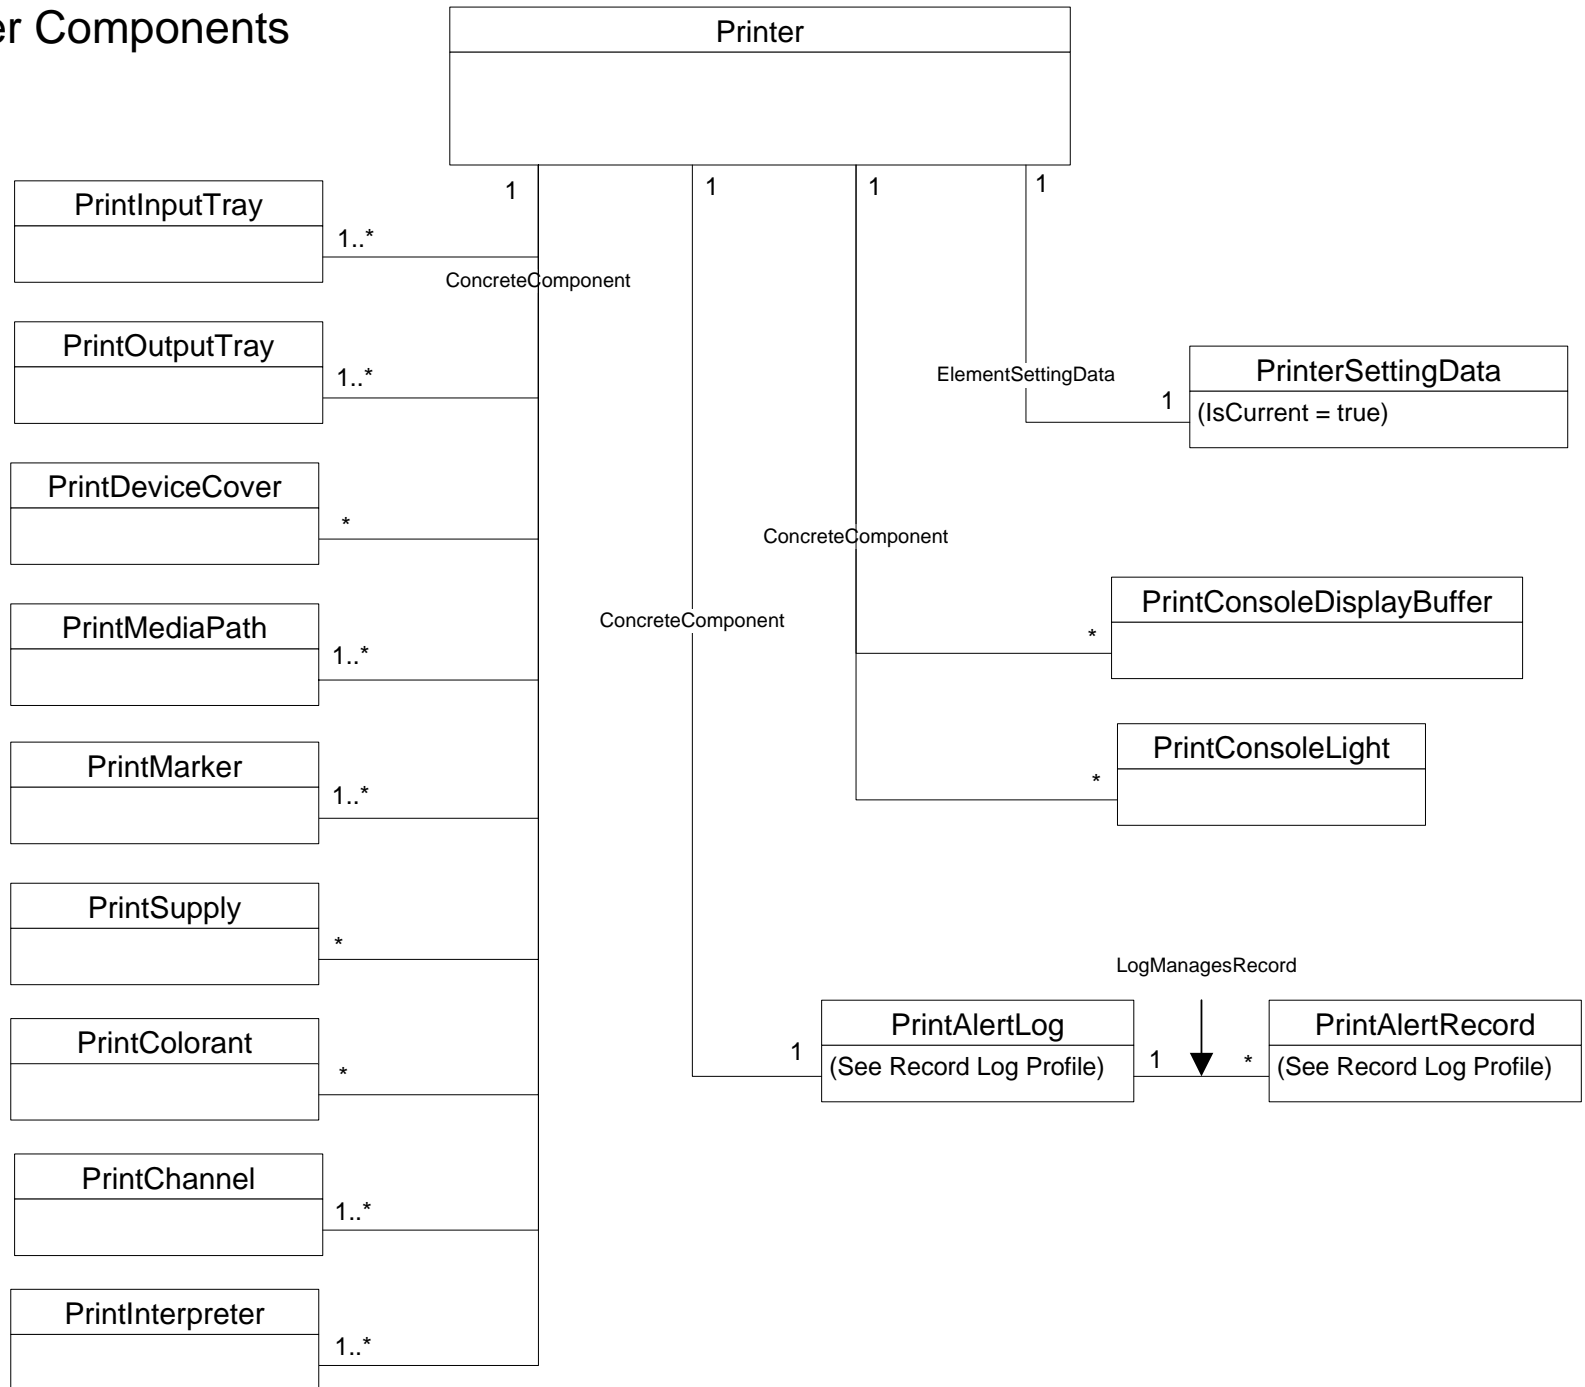 er Components
Printer
1
1
1
1
PrintInputTray
1..*
ConcreteComponent
PrintOutputTray
1..*
ElementSettingData
PrinterSettingData
1
(IsCurrent = true)
PrintDeviceCover
*
ConcreteComponent
PrintConsoleDisplayBuffer
*
ConcreteComponent
PrintMediaPath
1..*
PrintConsoleLight
*
PrintMarker
1..*
PrintSupply
*
LogManagesRecord
PrintAlertLog
1
(See Record Log Profile)
1
*
PrintAlertRecord
(See Record Log Profile)
PrintColorant
*
PrintChannel
1..*
PrintInterpreter
1..*